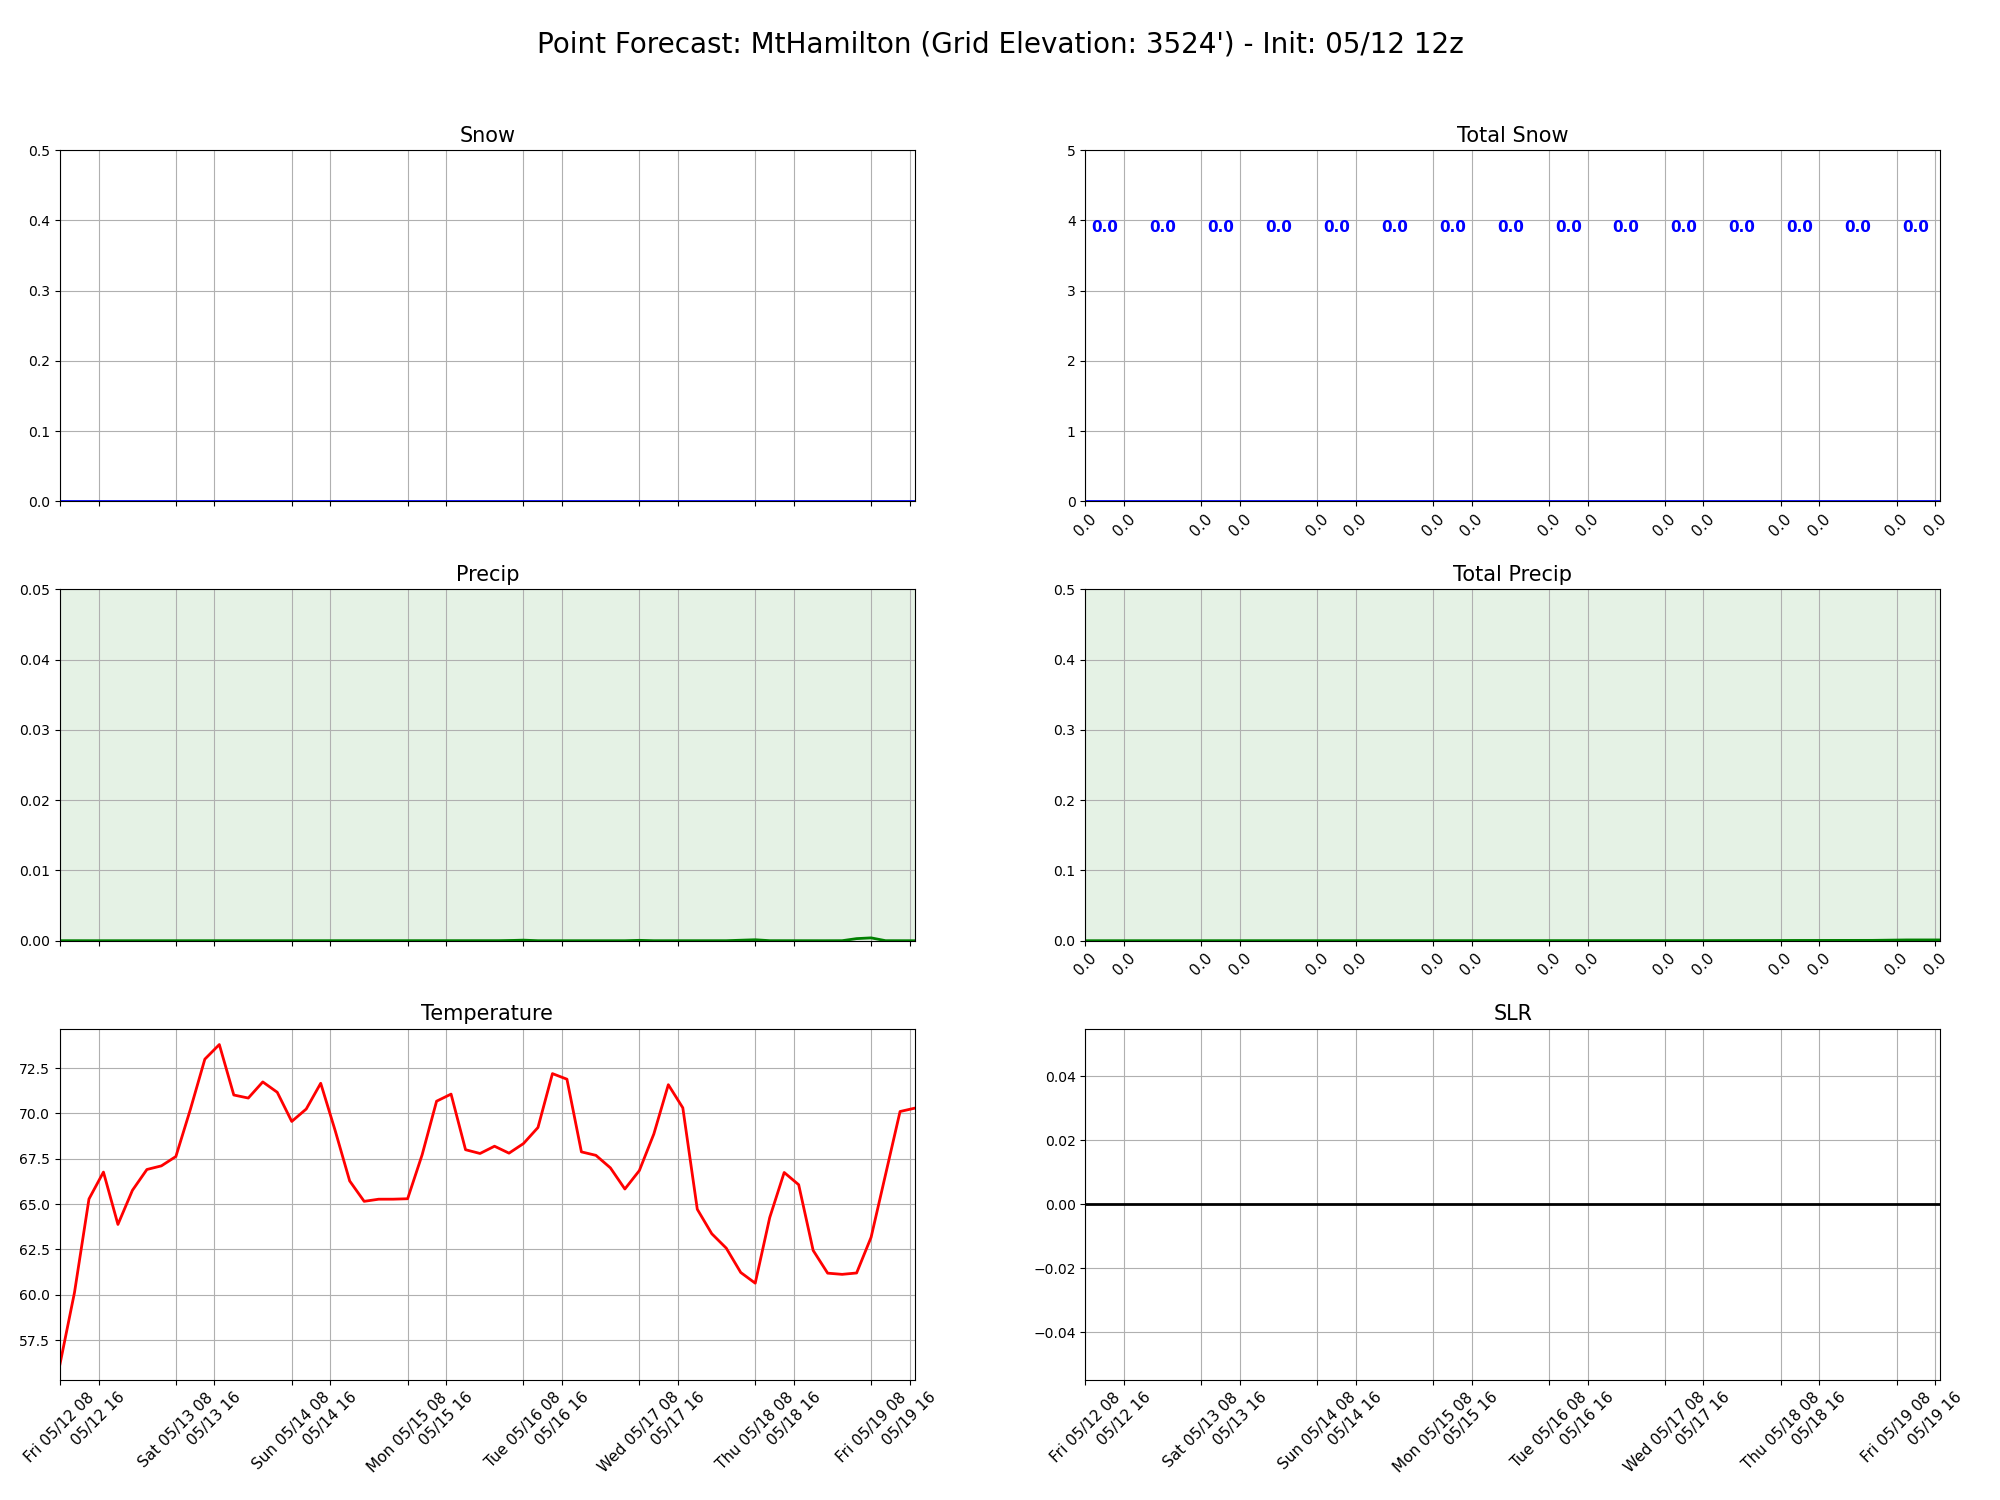 Point Forecast: MtHamilton (Grid Elevation: 3524') - Init: 05/12 12z
Snow
0.5
0.4
0.3
0.2
0.1
0.0
Total Snow
5
4
3
2
1
0
0.0 0.0 0.0 0.0 0.0 0.0 0.0 0.0 0.0 0.0 0.0 0.0 0.0 0.0 0.0
0.0 0.0 0.0 0.0 0.0 0.0 0.0 0.0 0.0 0.0 0.0 0.0 0.0 0.0 0.0 0.0
Precip
0.05
0.04
0.03
0.02
0.01
0.00
Total Precip
0.5
0.4
0.3
0.2
0.1
0.0
0.0 0.0 0.0 0.0 0.0 0.0 0.0 0.0 0.0 0.0 0.0 0.0 0.0 0.0 0.0 0.0
Temperature
72.5
70.0
67.5
65.0
62.5
60.0
57.5
Fri 05/12 08
05/12 16
Sat 05/13 08
05/13 16
Sun 05/14 08
05/14 16
Mon 05/15 08
05/15 16
Tue 05/16 08
05/16 16
Wed 05/17 08
05/17 16
Thu 05/18 08
05/18 16
Fri 05/19 08
05/19 16
SLR
0.04
0.02
0.00
−0.02
−0.04
Fri 05/12 08
05/12 16
Sat 05/13 08
05/13 16
Sun 05/14 08
05/14 16
Mon 05/15 08
05/15 16
Tue 05/16 08
05/16 16
Wed 05/17 08
05/17 16
Thu 05/18 08
05/18 16
Fri 05/19 08
05/19 16